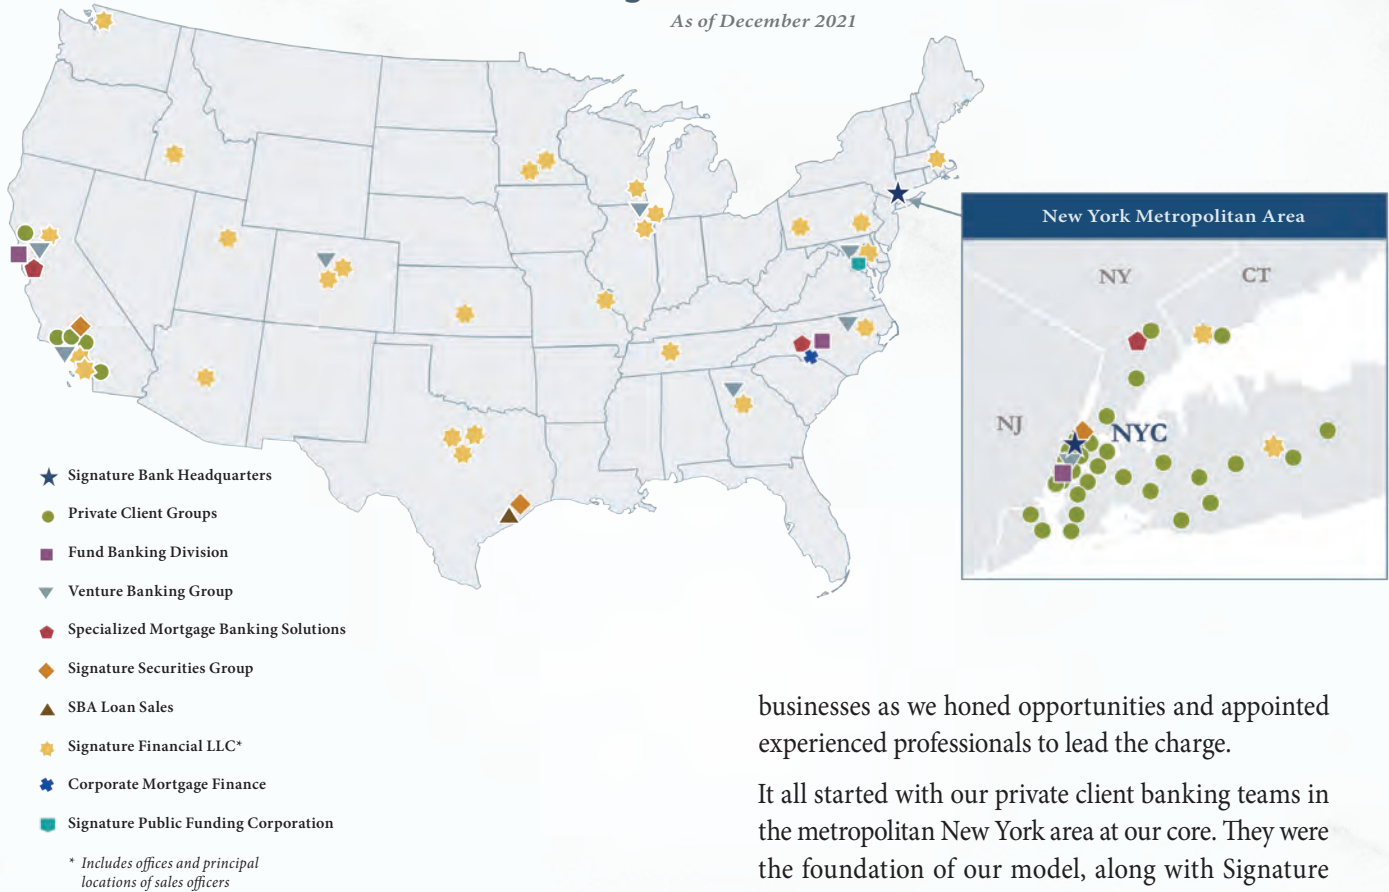 As of December 2021
New York Metropolitan Area
NY
CT
NJ
NYC
Signature Bank Headquarters
Private Client Groups
Fund Banking Division
Venture Banking Group
Specialized Mortgage Banking Solutions
Signature Securities Group
SBA Loan Sales
Signature Financial LLC*
Corporate Mortgage Finance
Signature Public Funding Corporation
* Includes offices and principal
locations of sales officers
businesses as we honed opportunities and appointed
experienced professionals to lead the charge.
It all started with our private client banking teams in
the metropolitan New York area at our core. They were
the foundation of our model, along with Signature